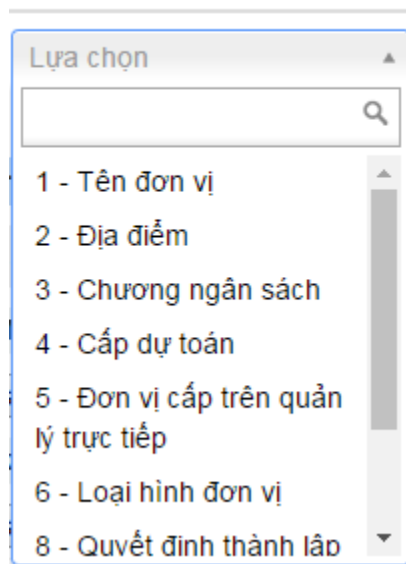 Lựa chọn
1 - Tên đơn vị
2 - Địa điểm
3 - Chương ngân sách
4 - Cấp dự toán
5 - Đơn vị cấp trên quản
lý trực tiếp
6 - Loại hình đơn vị
8 - Quyết định thành lập